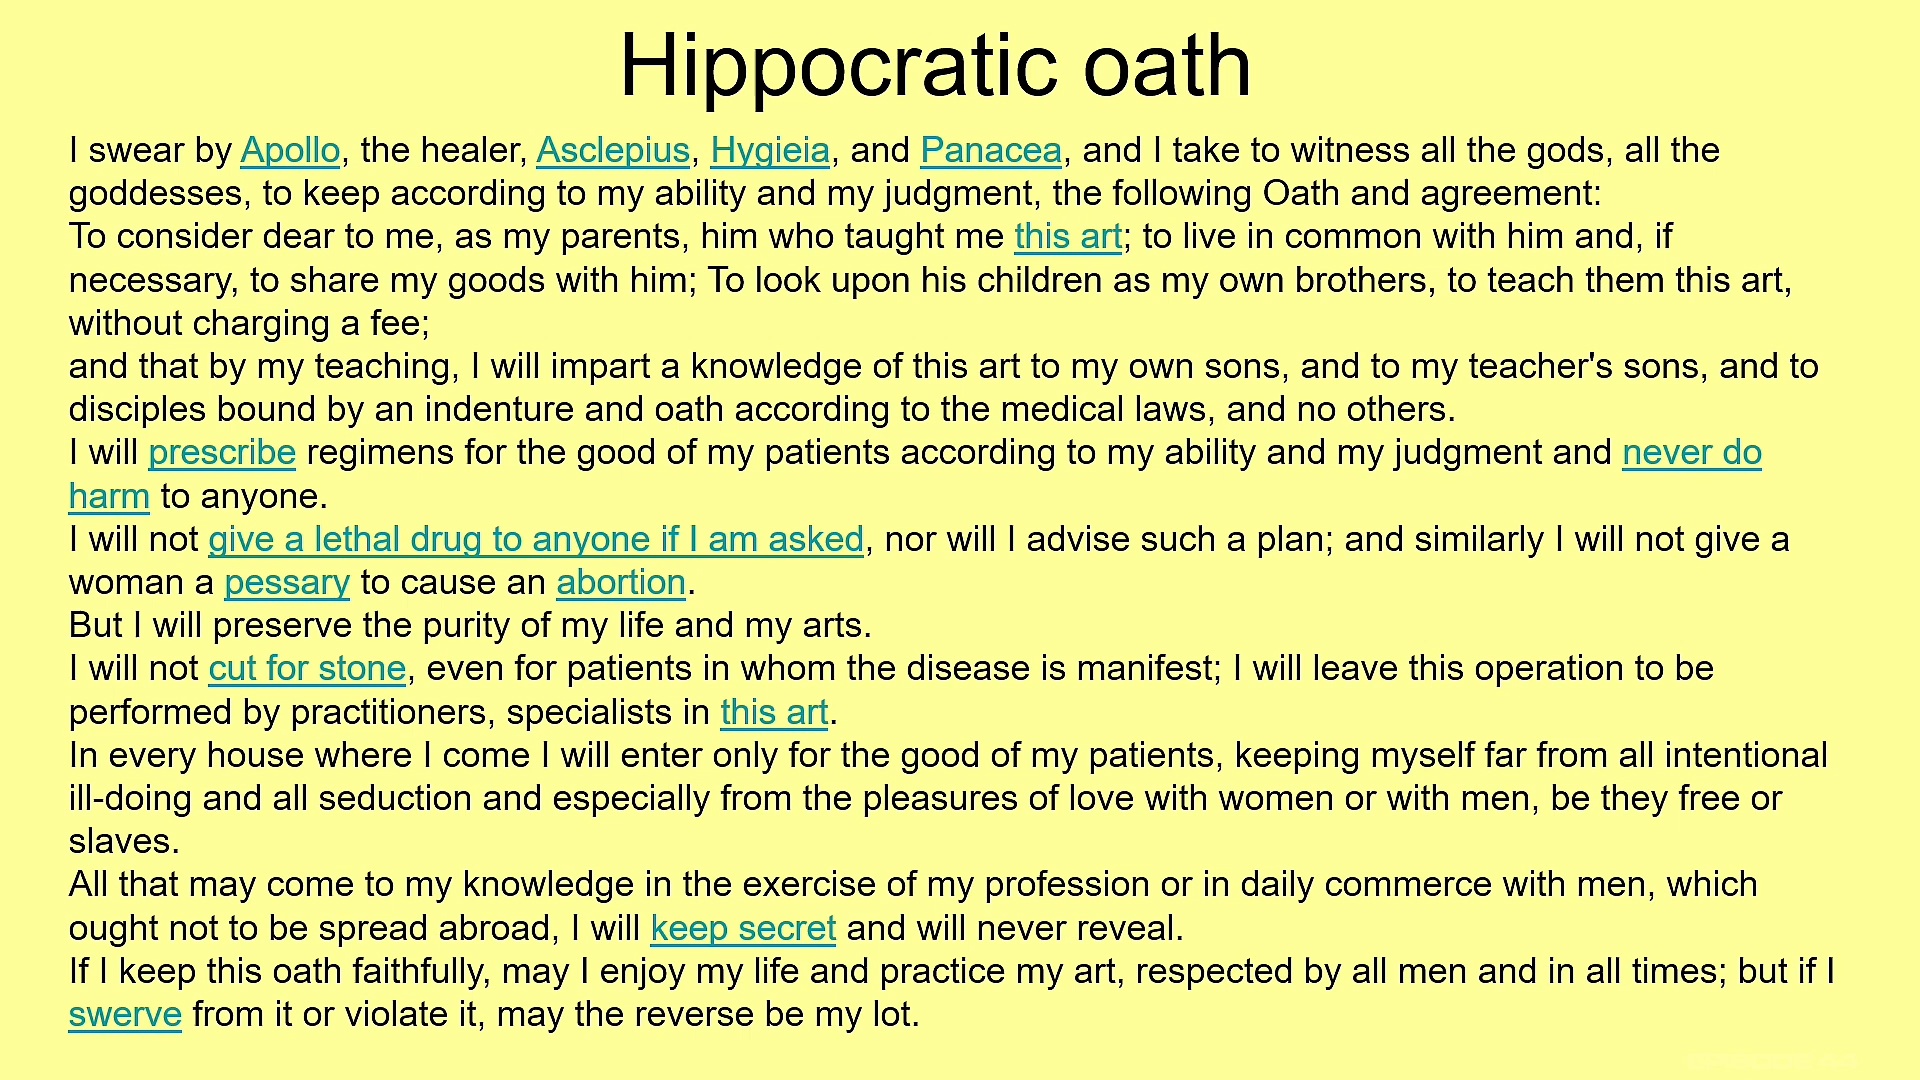 Hippocratic oath
I swear by Apollo, the healer, Asclepius, Hygieia, and Panacea, and I take to witness all the gods, all the
goddesses, to keep according to my ability and my judgment, the following Oath and agreement:
To consider dear to me, as my parents, him who taught me this art; to live in common with him and, if
necessary, to share my goods with him; To look upon his children as my own brothers, to teach them this art,
without charging a fee;
and that by my teaching, I will impart a knowledge of this art to my own sons, and to my teacher's sons, and to
disciples bound by an indenture and oath according to the medical laws, and no others.
I will prescribe regimens for the good of my patients according to my ability and my judgment and never do
harm to anyone.
I will not give a lethal drug to anyone if I am asked, nor will I advise such a plan; and similarly I will not give a
woman a pessary to cause an abortion.
But I will preserve the purity of my life and my arts.
I will not cut for stone, even for patients in whom the disease is manifest; I will leave this operation to be
performed by practitioners, specialists in this art.
In every house where I come I will enter only for the good of my patients, keeping myself far from all intentional
ill-doing and all seduction and especially from the pleasures of love with women or with men, be they free or
slaves.
All that may come to my knowledge in the exercise of my profession or in daily commerce with men, which
ought not to be spread abroad, I will keep secret and will never reveal.
If I keep this oath faithfully, may I enjoy my life and practice my art, respected by all men and in all times; but if I
swerve from it or violate it, may the reverse be my lot.